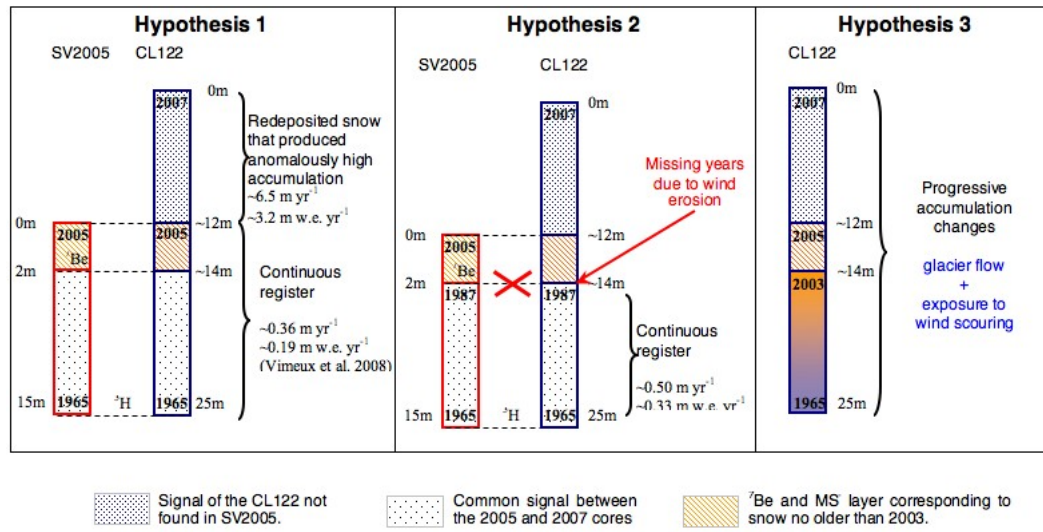 Hypothesis 1
SV2005 CL122
2007
0m
Redeposited snow
that produced
anomalously high
accumulation
~6.5 m yr⁻¹
~3.2 m w.e. yr⁻¹
0m
2005
2005
~12m
⁷Be
2m
~14m
Continuous
register
~0.36 m yr⁻¹
~0.19 m w.e. yr⁻¹
(Vimeux et al. 2008)
15m
1965
³H
1965
25m
Hypothesis 2
SV2005 CL122
0m
2007
Missing years
due to wind
erosion
0m
~12m
2005
⁷Be
2m
~14m
1987
1987
Continuous
register
~0.50 m yr⁻¹
~0.33 m w.e. yr⁻¹
15m
1965
³H
1965
25m
Hypothesis 3
CL122
0m
2007
Progressive
accumulation
changes
~12m
2005
~14m
2003
glacier flow
+
exposure to
wind scouring
1965
25m
Signal of the CL122 not
found in SV2005.
Common signal between
the 2005 and 2007 cores
⁷Be and MS⁻ layer corresponding to
snow no older than 2003.